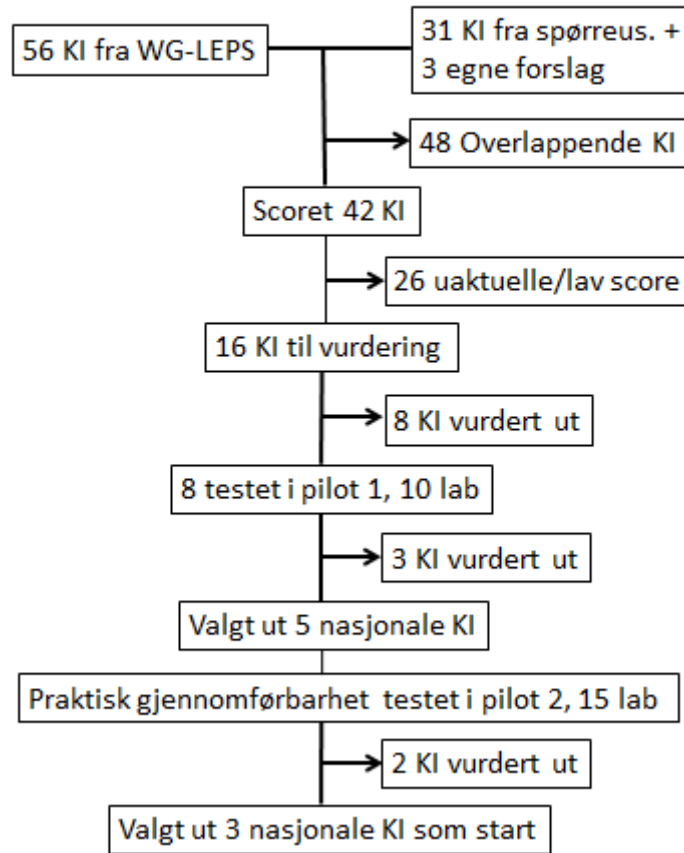 56 KI fra WG-LEPS
31 KI fra spørreus. +
3 egne forslag
48 Overlappende KI
Scoret 42 KI
26 uaktuelle/lav score
16 KI til vurdering
8 KI vurdert ut
8 testet i pilot 1, 10 lab
3 KI vurdert ut
Valgt ut 5 nasjonale KI
Praktisk gjennomførbarhet testet i pilot 2, 15 lab
2 KI vurdert ut
Valgt ut 3 nasjonale KI som start